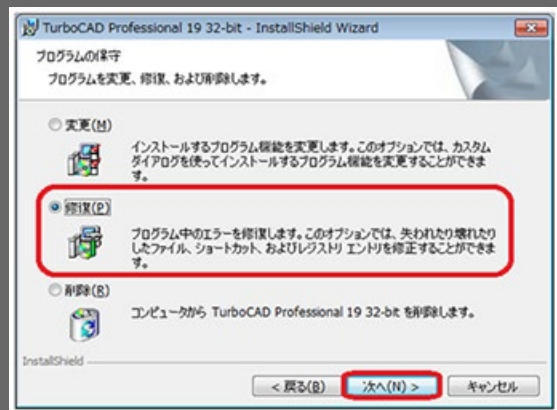 TurboCAD Professional 19 32-bit - InstallShield Wizard
プログラムの保守
プログラムを変更、修復、および削除します。
変更(M)
インストールするプログラム機能を変更します。このオプションでは、カスタム
ダイアログを使ってインストールするプログラム機能を変更することができま
す。
修復(P)
プログラム中のエラーを修復します。このオプションでは、失われたり壊れたり
したファイル、ショートカット、およびレジストリ エントリを修正することができま
す。
削除(R)
コンピュータから TurboCAD Professional 19 32-bit を削除します。
InstallShield
< 戻る(B) 次へ(N) > キャンセル